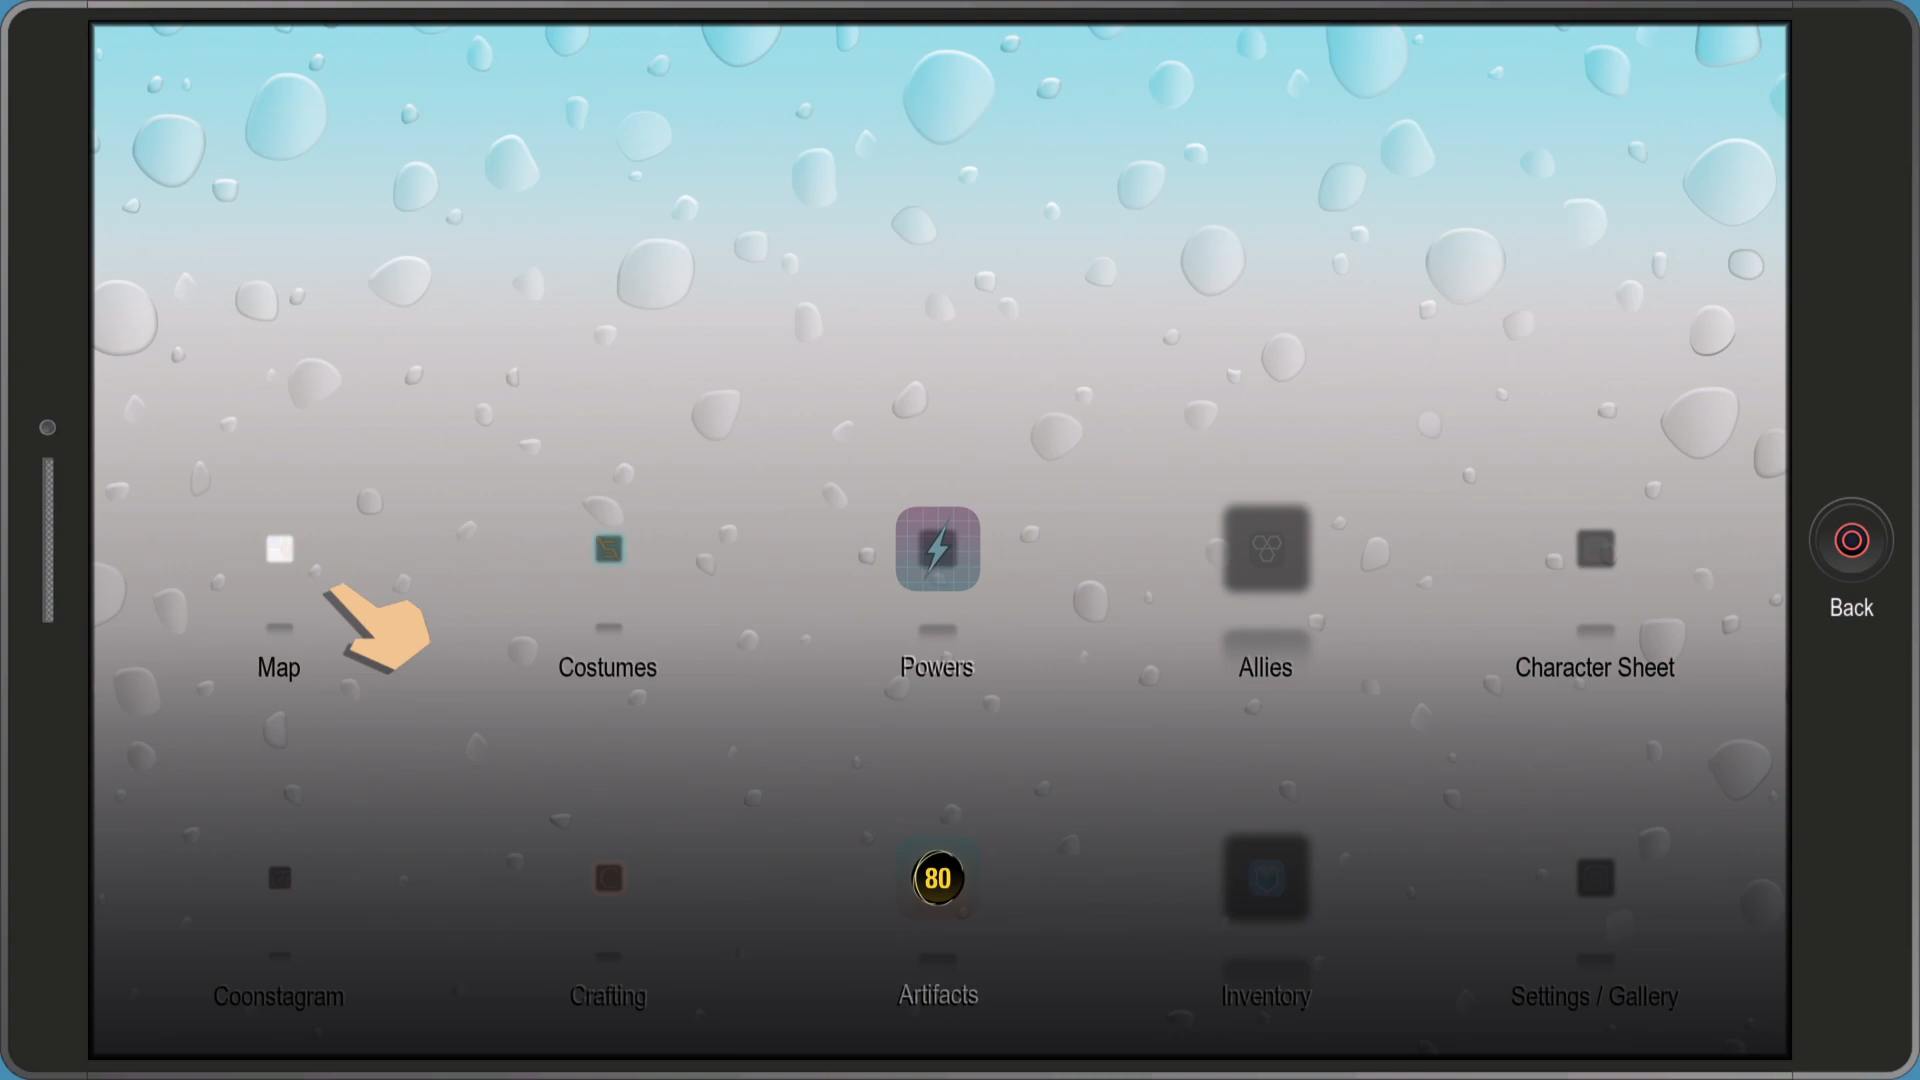 Map
Costumes
Powers
Allies
Character Sheet
Back
80
Coonstagram
Crafting
Artifacts
Inventory
Settings / Gallery